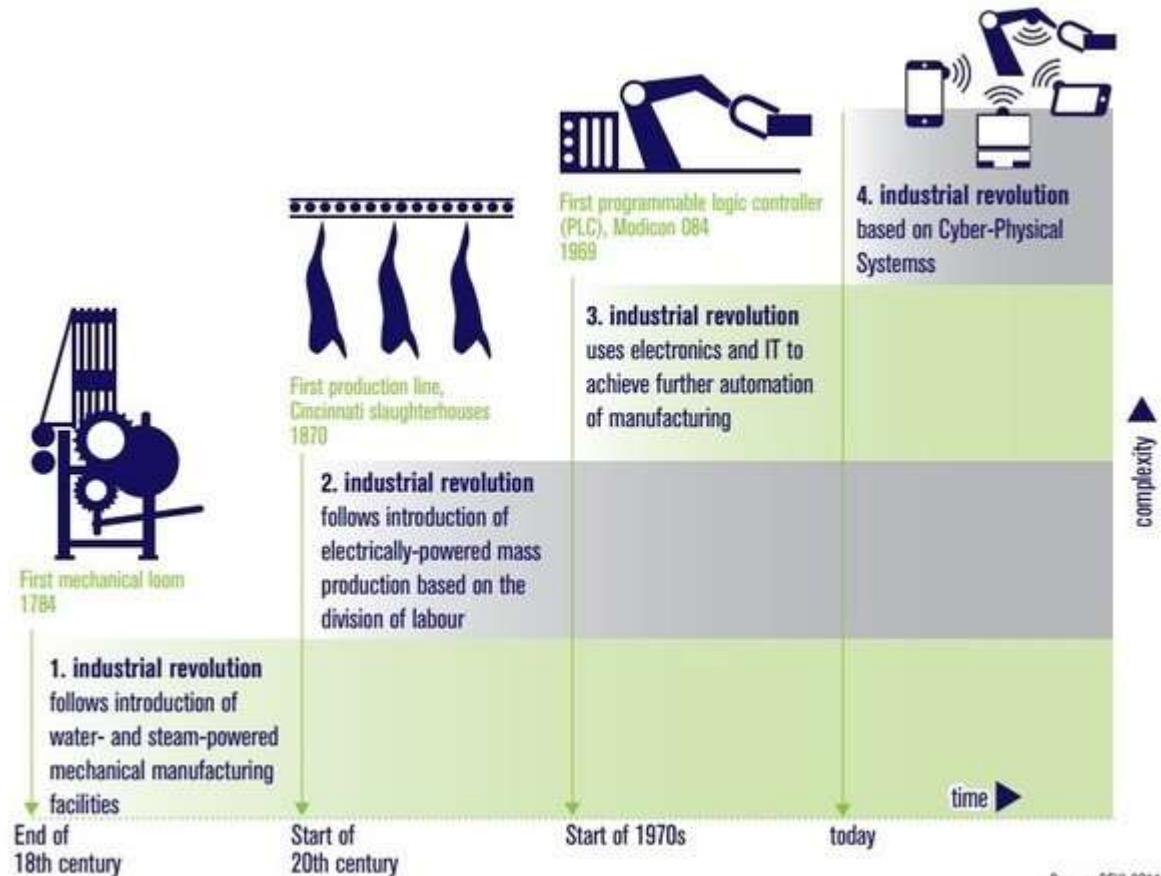 First mechanical loom
1784
First production line,
Cincinnati slaughterhouses
1870
First programmable logic controller
(PLC), Modicon 084
1969
1. industrial revolution
follows introduction of
water- and steam-powered
mechanical manufacturing
facilities
2. industrial revolution
follows introduction of
electrically-powered mass
production based on the
division of labour
3. industrial revolution
uses electronics and IT to
achieve further automation
of manufacturing
4. industrial revolution
based on Cyber-Physical
Systemss
complexity
time
End of
18th century
Start of
20th century
Start of 1970s
today